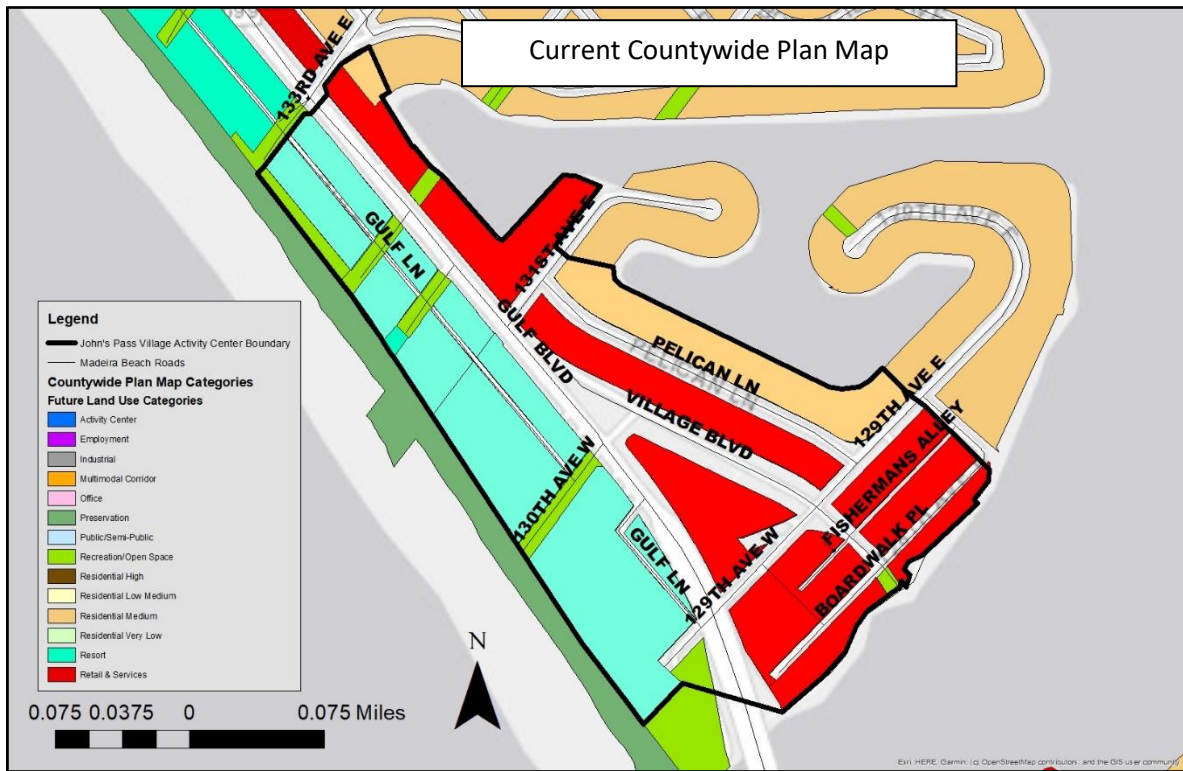 Current Countywide Plan Map
133RD AVE E
GULF LN
131ST AVE E
GULF BLVD
PELICAN LN
PELICAN LN
VILLAGE BLVD
129TH AVE E
129TH AVE E
FISHERMANS ALLEY
BOARDWALK PL
130TH AVE W
GULF LN
129TH AVE W
Legend
John's Pass Village Activity Center Boundary
Madeira Beach Roads
Countywide Plan Map Categories
Future Land Use Categories
Activity Center
Employment
Industrial
Multimodal Corridor
Office
Preservation
Public/Semi-Public
Recreation/Open Space
Residential High
Residential Low Medium
Residential Medium
Residential Very Low
Resort
Retail & Services
N
0.075 0.0375 0 0.075 Miles
Esri, HERE, Garmin, (c) OpenStreetMap contributors, and the GIS user community